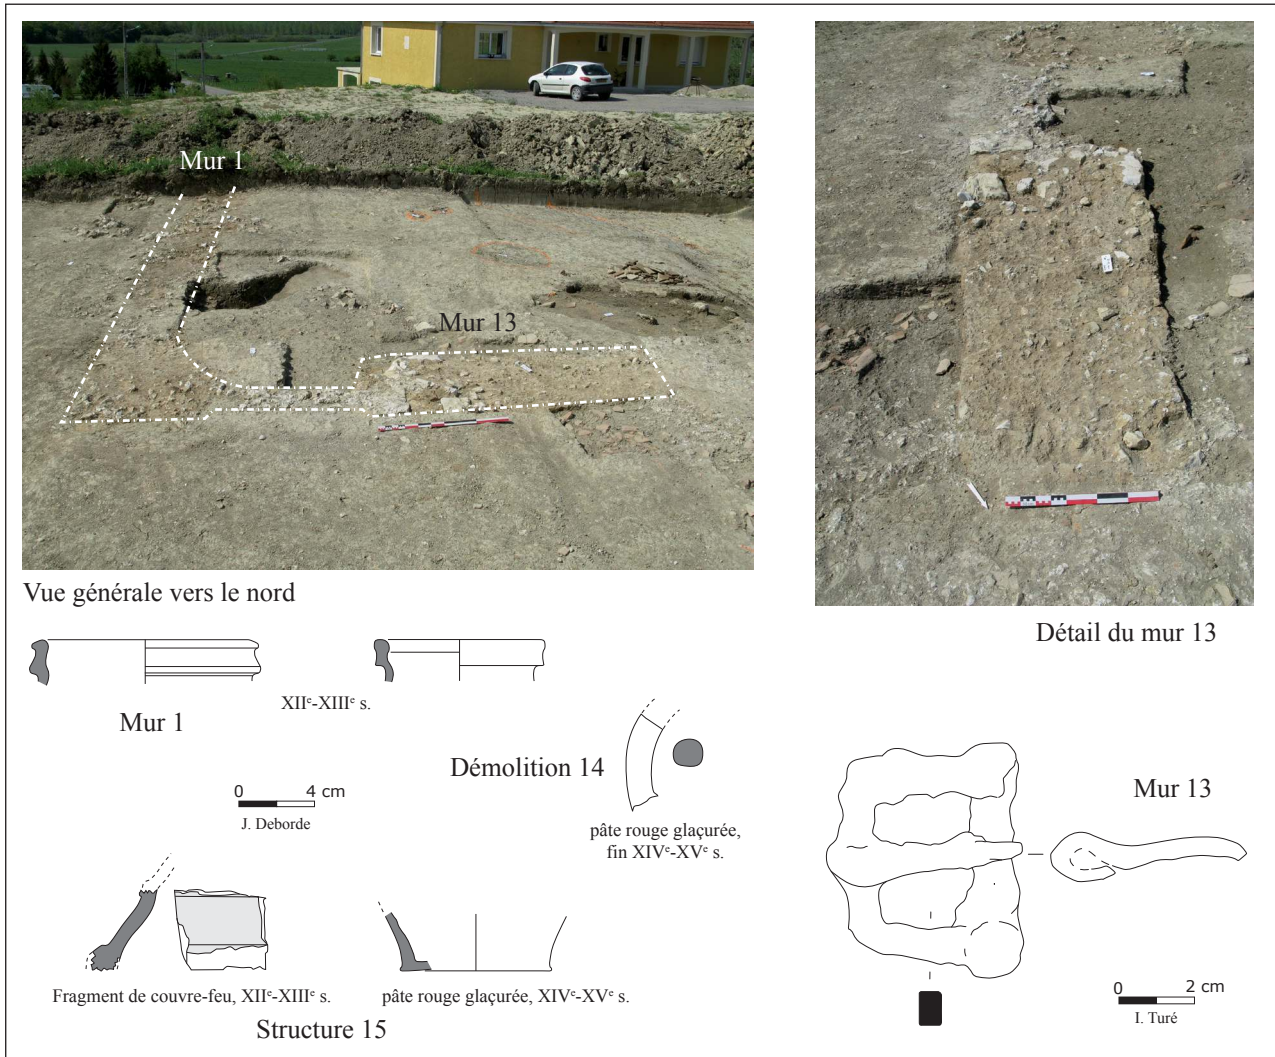 Mur 1
Mur 13
Vue générale vers le nord
Détail du mur 13
XIIᵉ-XIIIᵉ s.
Mur 1
Démolition 14
0 4 cm
J. Deborde
pâte rouge glaçurée,
fin XIVᵉ-XVᵉ s.
Mur 13
Fragment de couvre-feu, XIIᵉ-XIIIᵉ s.
pâte rouge glaçurée, XIVᵉ-XVᵉ s.
Structure 15
0 2 cm
I. Turé